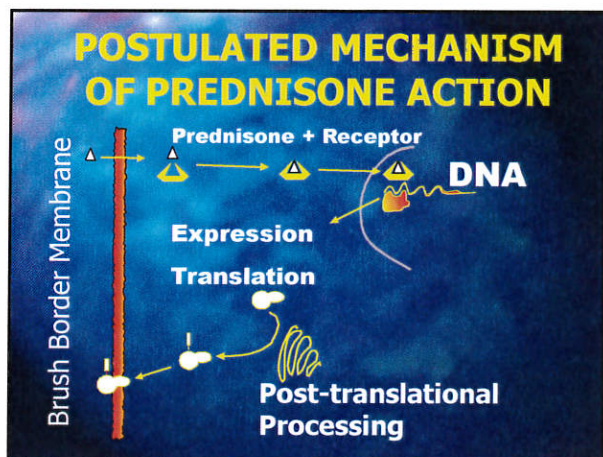 POSTULATED MECHANISM
OF PREDNISONE ACTION
Prednisone + Receptor
DNA
Expression
Translation
Post-translational
Processing
Brush Border Membrane